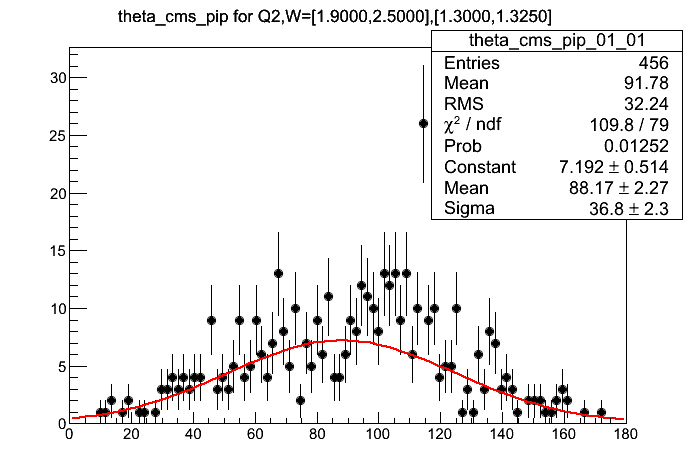 theta_cms_pip for Q2,W=[1.9000,2.5000],[1.3000,1.3250]
theta_cms_pip_01_01
Entries 456
Mean 91.78
RMS 32.24
χ² / ndf 109.8 / 79
Prob 0.01252
Constant 7.192 ± 0.514
Mean 88.17 ± 2.27
Sigma 36.8 ± 2.3
30
25
20
15
10
5
0
0 20 40 60 80 100 120 140 160 180